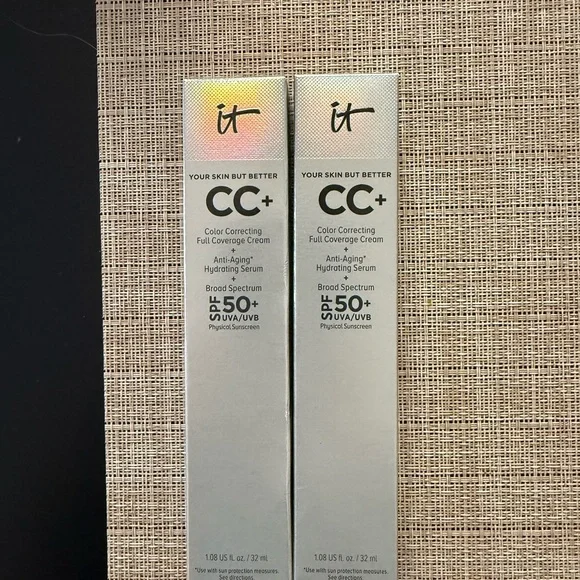 it
YOUR SKIN BUT BETTER
CC+
Color Correcting
Full Coverage Cream
+
Anti-Aging*
Hydrating Serum
+
Broad Spectrum
SPF 50+
UVA/UVB
Physical Sunscreen
1.08 US fl. oz. / 32 ml
*Use with sun protection measures.
See directions.
it
YOUR SKIN BUT BETTER
CC+
Color Correcting
Full Coverage Cream
+
Anti-Aging*
Hydrating Serum
+
Broad Spectrum
SPF 50+
UVA/UVB
Physical Sunscreen
1.08 US fl. oz. / 32 ml
*Use with sun protection measures.
See directions.